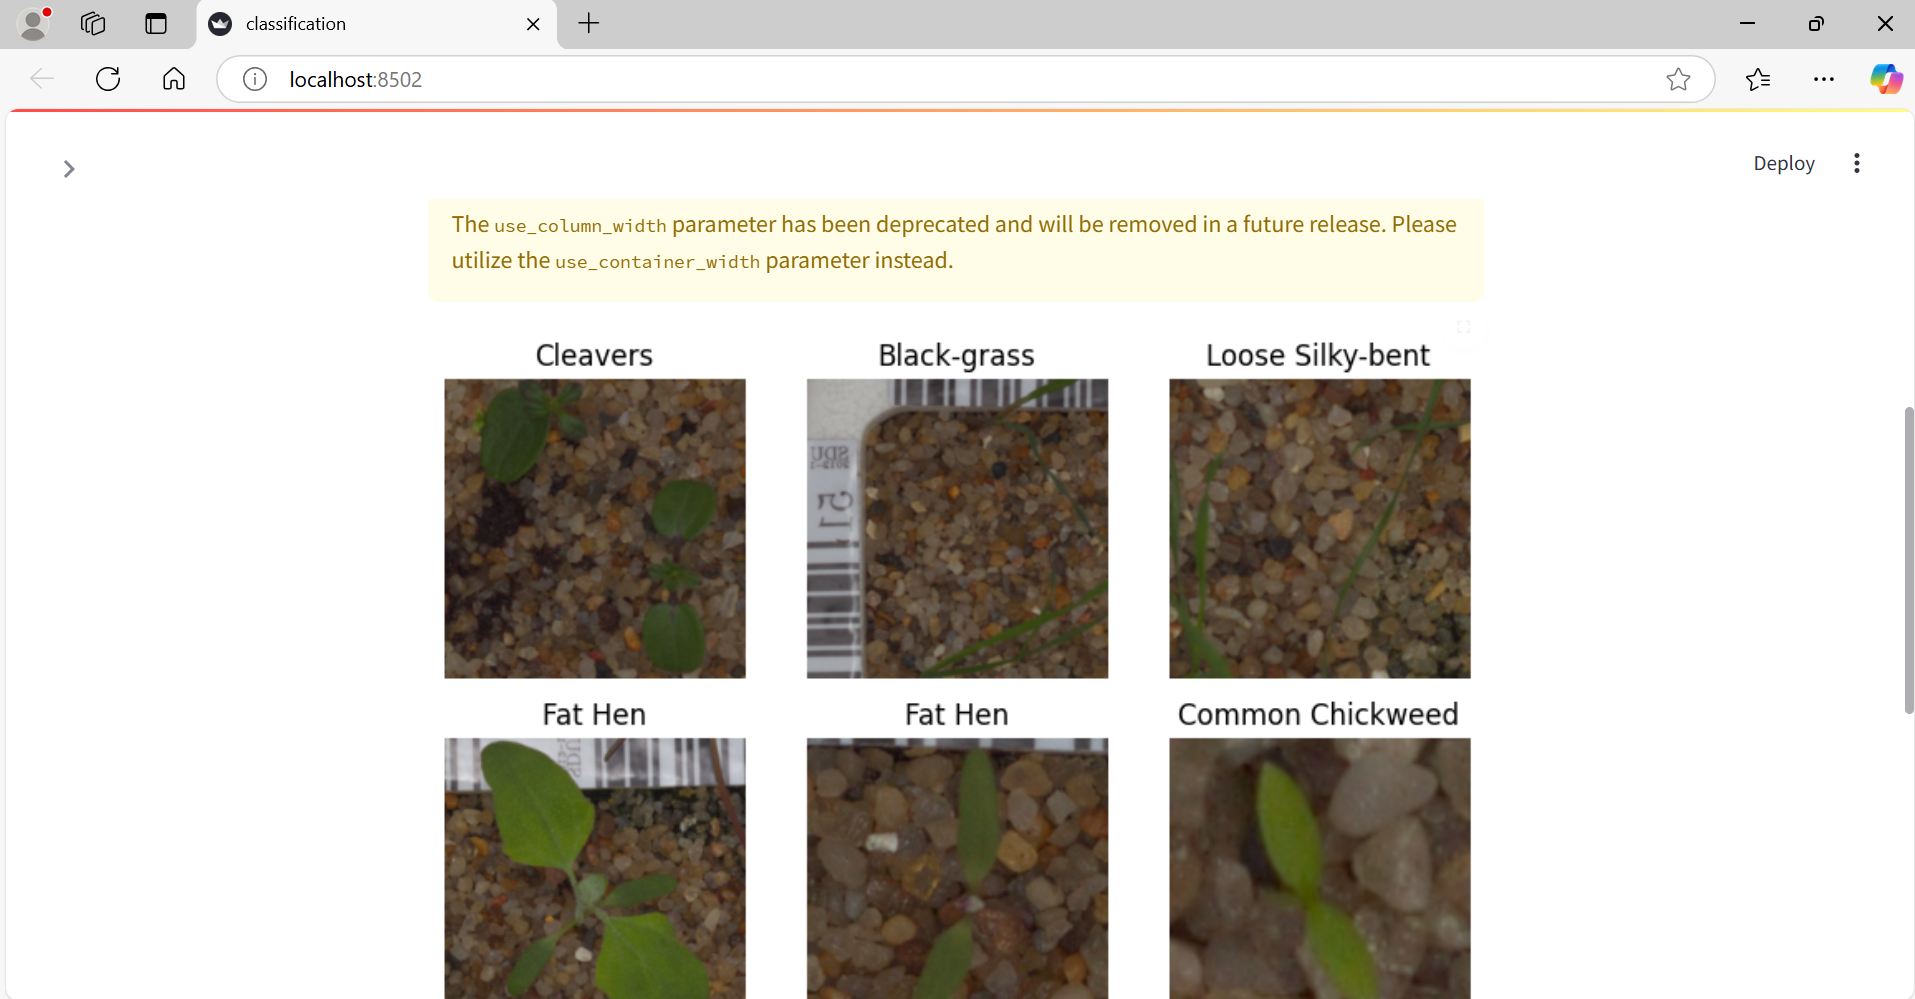 classification
localhost:8502
Deploy
The use_column_width parameter has been deprecated and will be removed in a future release. Please
utilize the use_container_width parameter instead.
Cleavers
Black-grass
Loose Silky-bent
SDU
Fat Hen
Fat Hen
Common Chickweed